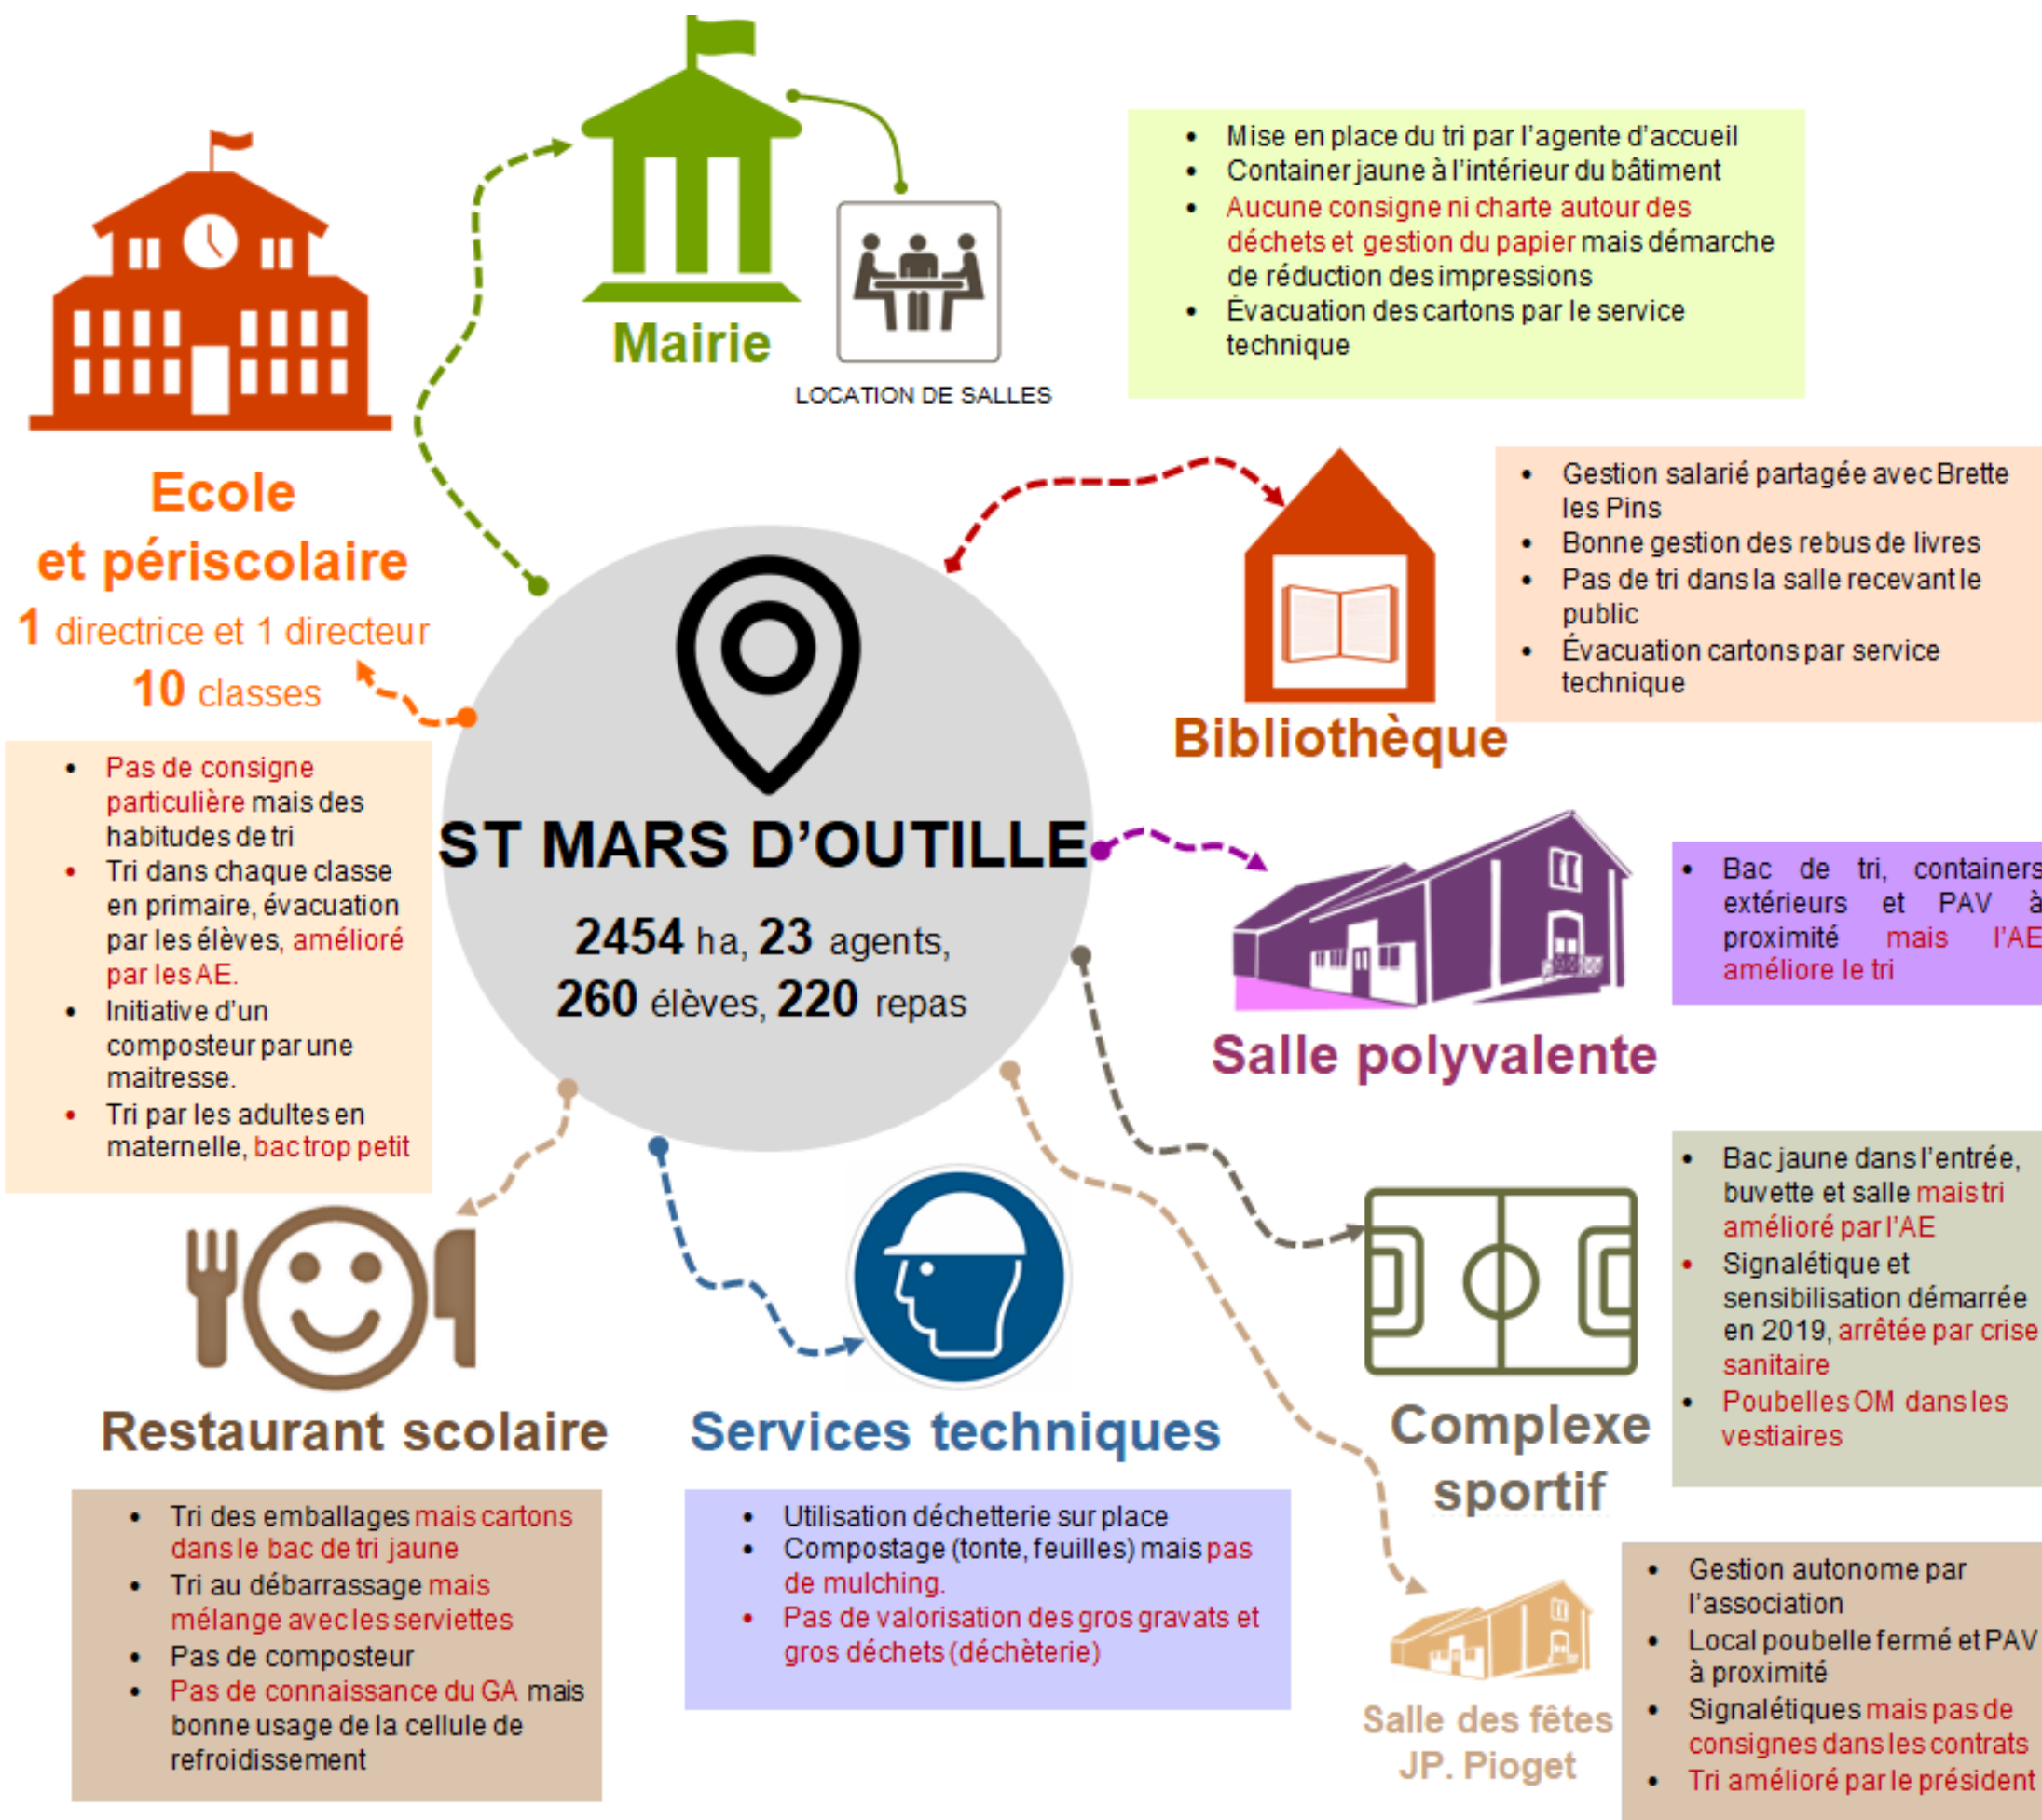 Mairie
LOCATION DE SALLES
• Mise en place du tri par l'agente d'accueil
• Container jaune à l'intérieur du bâtiment
• Aucune consigne ni charte autour des
déchets et gestion du papier mais démarche
de réduction des impressions
• Évacuation des cartons par le service
technique
Ecole
et périscolaire
1 directrice et 1 directeur
10 classes
• Pas de consigne
particulière mais des
habitudes de tri
• Tri dans chaque classe
en primaire, évacuation
par les élèves, amélioré
par les AE.
• Initiative d'un
composteur par une
maitresse.
• Tri par les adultes en
maternelle, bac trop petit
ST MARS D'OUTILLE
2454 ha, 23 agents,
260 élèves, 220 repas
Bibliothèque
• Gestion salarié partagée avec Brette
les Pins
• Bonne gestion des rebus de livres
• Pas de tri dans la salle recevant le
public
• Évacuation cartons par service
technique
Salle polyvalente
• Bac de tri, containers
extérieurs et PAV à
proximité mais l'AE
améliore le tri
Complexe
sportif
• Bac jaune dans l'entrée,
buvette et salle mais tri
amélioré par l'AE
• Signalétique et
sensibilisation démarrée
en 2019, arrêtée par crise
sanitaire
• Poubelles OM dans les
vestiaires
Restaurant scolaire
• Tri des emballages mais cartons
dans le bac de tri jaune
• Tri au débarrassage mais
mélange avec les serviettes
• Pas de composteur
• Pas de connaissance du GA mais
bonne usage de la cellule de
refroidissement
Services techniques
• Utilisation déchetterie sur place
• Compostage (tonte, feuilles) mais pas
de mulching.
• Pas de valorisation des gros gravats et
gros déchets (déchèterie)
Salle des fêtes
JP. Pioget
• Gestion autonome par
l'association
• Local poubelle fermé et PAV
à proximité
• Signalétiques mais pas de
consignes dans les contrats
• Tri amélioré par le président